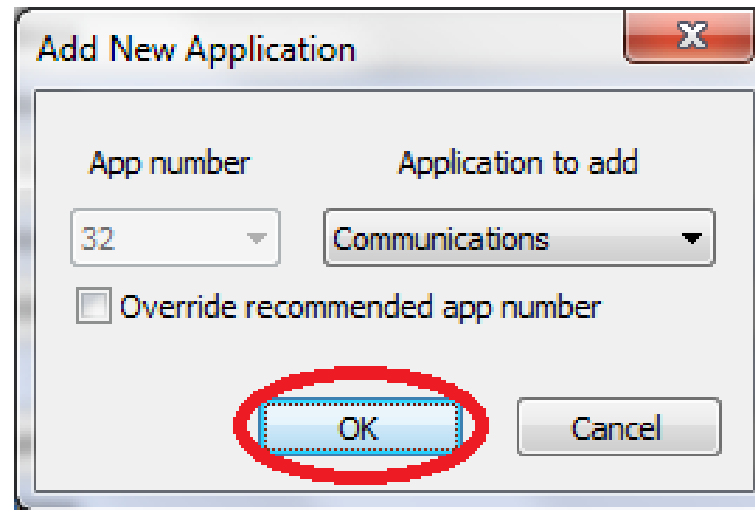 Add New Application
App number Application to add
32 Communications
Override recommended app number
OK Cancel